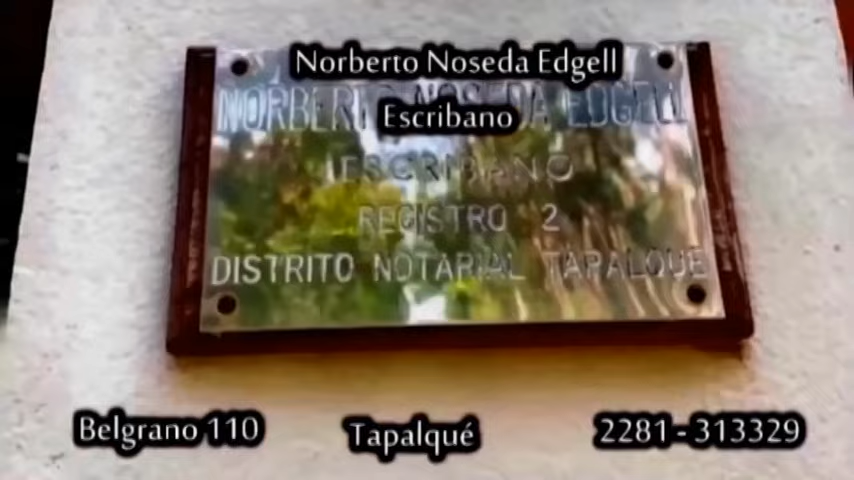 Norberto Noseda Edgell
NORBERTO NOSEDA EDGELL
Escribano
ESCRIBANO
REGISTRO 2
DISTRITO NOTARIAL TAPALQUE
Belgrano 110
Tapalqué
2281-313329